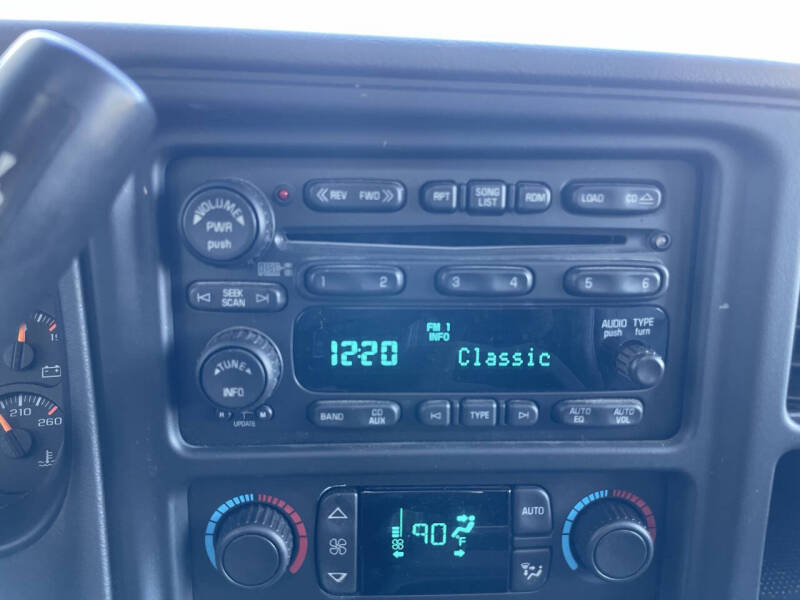 REV FWD
RPT SONG LIST RDM
LOAD CD
VOLUME
PWR
push
1 2 3 4 5 6
SEEK
SCAN
FM 1
INFO
12:20 Classic
AUDIO TYPE
push turn
TUNE
INFO
R M
UPDATE
BAND CD AUX
TYPE
AUTO EQ AUTO VOL
19
210
260
90°F
AUTO